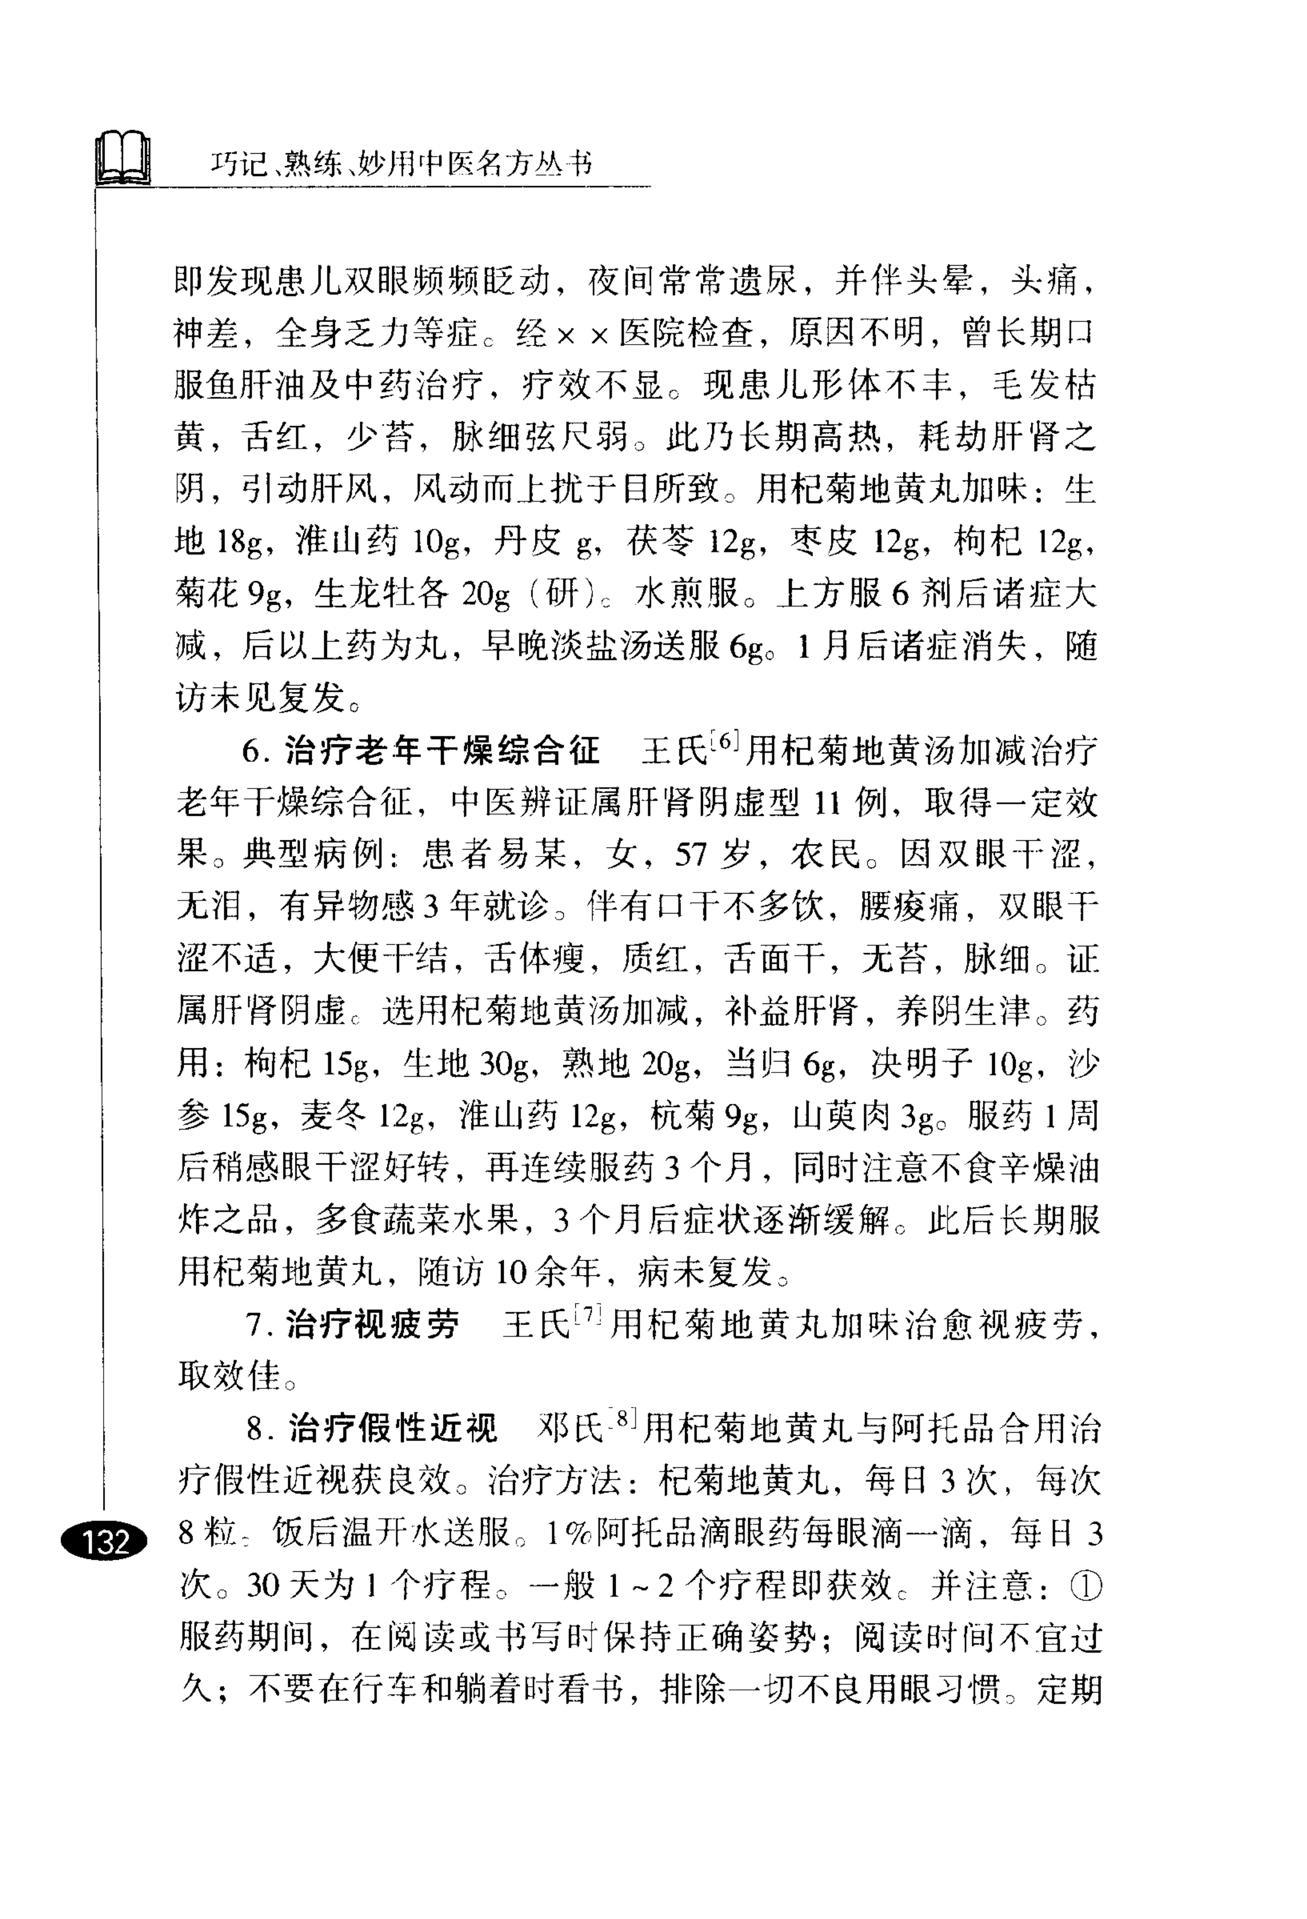 巧记、熟练、妙用中医名方丛书
即发现患儿双眼频频眨动，夜间常常遗尿，并伴头晕，头痛，
神差，全身乏力等症。经××医院检查，原因不明，曾长期口
服鱼肝油及中药治疗，疗效不显。现患儿形体不丰，毛发枯
黄，舌红，少苔，脉细弦尺弱。此乃长期高热，耗劫肝肾之
阴，引动肝风，风动而上扰于目所致。用杞菊地黄丸加味：生
地 18g，淮山药 10g，丹皮 g，茯苓 12g，枣皮 12g，枸杞 12g，
菊花 9g，生龙牡各 20g（研）。水煎服。上方服 6 剂后诸症大
减，后以上药为丸，早晚淡盐汤送服 6g。1 月后诸症消失，随
访未见复发。
6. 治疗老年干燥综合征　王氏[6]用杞菊地黄汤加减治疗
老年干燥综合征，中医辨证属肝肾阴虚型 11 例，取得一定效
果。典型病例：患者易某，女，57 岁，农民。因双眼干涩，
无泪，有异物感 3 年就诊。伴有口干不多饮，腰痠痛，双眼干
涩不适，大便干结，舌体瘦，质红，舌面干，无苔，脉细。证
属肝肾阴虚。选用杞菊地黄汤加减，补益肝肾，养阴生津。药
用：枸杞 15g，生地 30g，熟地 20g，当归 6g，决明子 10g，沙
参 15g，麦冬 12g，淮山药 12g，杭菊 9g，山萸肉 3g。服药 1 周
后稍感眼干涩好转，再连续服药 3 个月，同时注意不食辛燥油
炸之品，多食蔬菜水果，3 个月后症状逐渐缓解。此后长期服
用杞菊地黄丸，随访 10 余年，病未复发。
7. 治疗视疲劳　王氏[7]用杞菊地黄丸加味治愈视疲劳，
取效佳。
8. 治疗假性近视　邓氏[8]用杞菊地黄丸与阿托品合用治
疗假性近视获良效。治疗方法：杞菊地黄丸，每日 3 次，每次
8 粒，饭后温开水送服。1%阿托品滴眼药每眼滴一滴，每日 3
次。30 天为 1 个疗程。一般 1～2 个疗程即获效。并注意：①
服药期间，在阅读或书写时保持正确姿势；阅读时间不宜过
久；不要在行车和躺着时看书，排除一切不良用眼习惯。定期
132